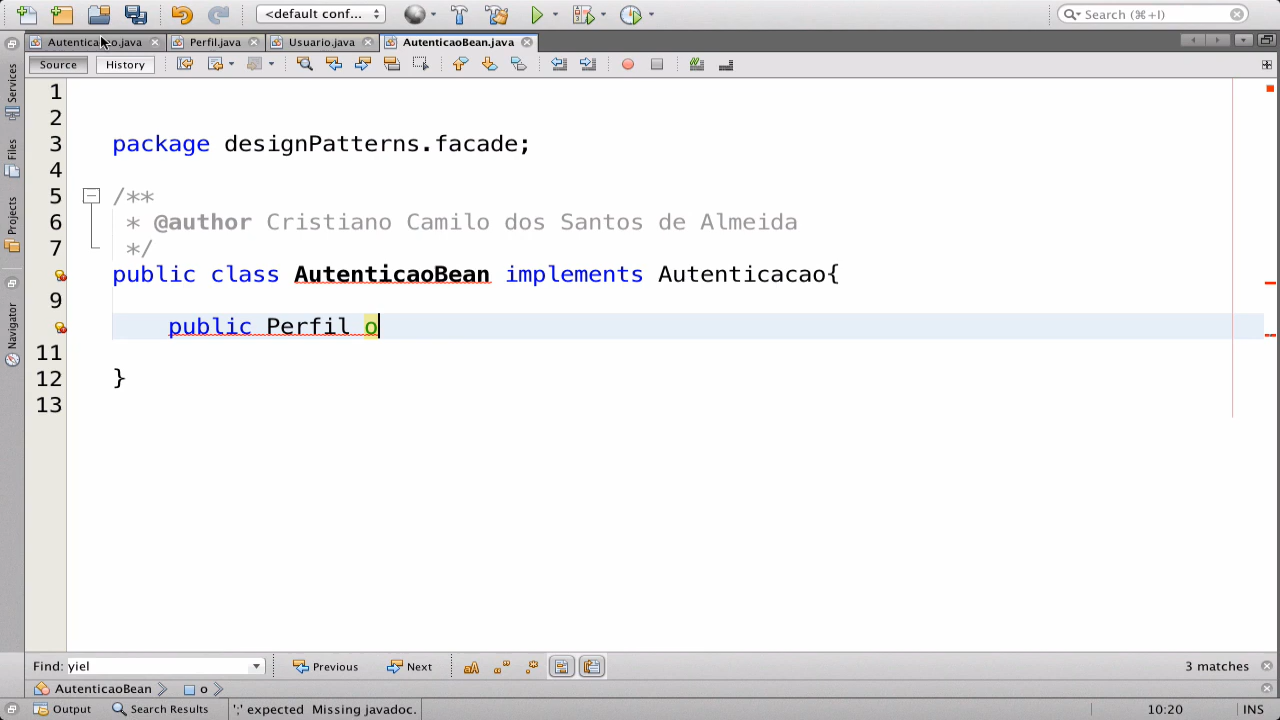 <default conf...
Search (⌘+I)
Perfil.java
Usuario.java
AutenticaoBean.java
Source
History
Services
Files
Projects
Navigator
1
2
3 package designPatterns.facade;
4
5 /**
6 * @author Cristiano Camilo dos Santos de Almeida
7 */
public class AutenticaoBean implements Autenticacao{
9
public Perfil o
11
12 }
13
Find: yiel
Previous
Next
3 matches
AutenticaoBean
o
Output
Search Results
';' expected Missing javadoc.
10:20
INS